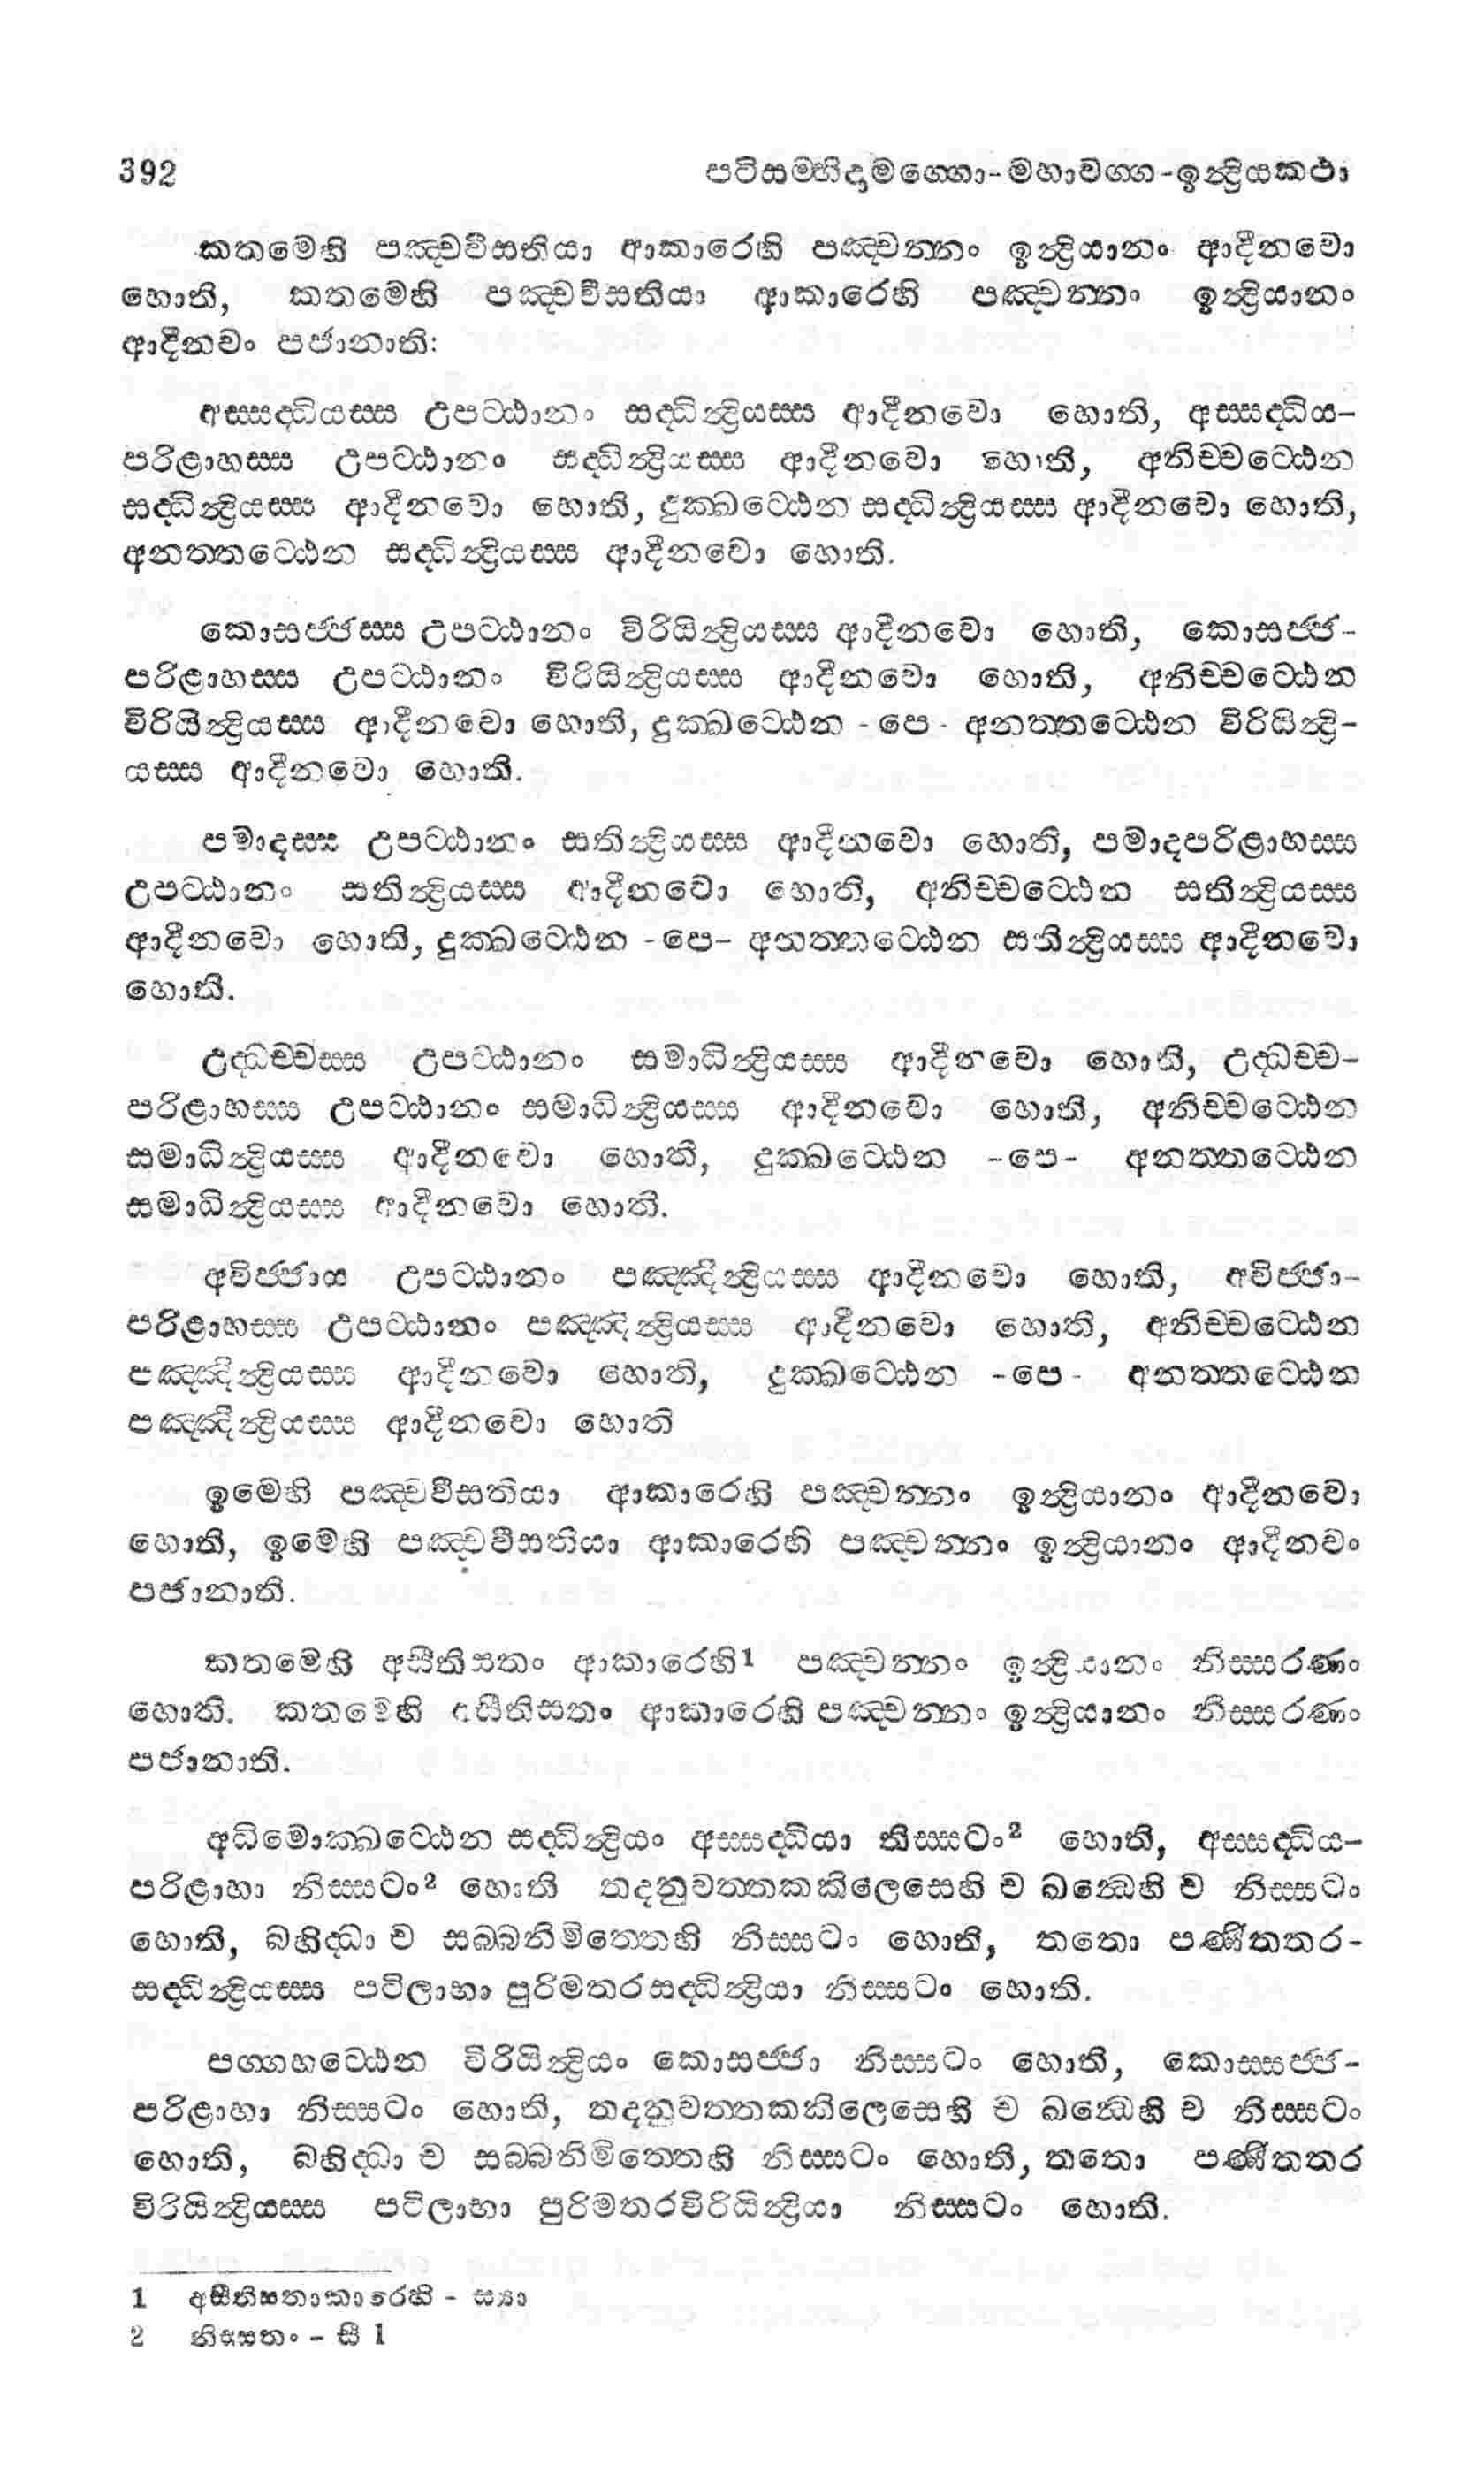 392 පටිසම්භිදාමග්ගො-මහාවග්ග-ඉන්ද්‍රියකථා
කතමෙහි පඤ්චවීසතියා ආකාරෙහි පඤ්චන්නං ඉන්ද්‍රියානං ආදීනවො
හොති, කතමෙහි පඤ්චවීසතියා ආකාරෙහි පඤ්චන්නං ඉන්ද්‍රියානං
ආදීනවං පජානාති:
අස්සද්ධියස්ස උපට්ඨානං සද්ධින්ද්‍රියස්ස ආදීනවො හොති, අස්සද්ධිය-
පරිළාහස්ස උපට්ඨානං සද්ධින්ද්‍රියස්ස ආදීනවො හොති, අනිච්චට්ඨෙන
සද්ධින්ද්‍රියස්ස ආදීනවො හොති, දුක්ඛට්ඨෙන සද්ධින්ද්‍රියස්ස ආදීනවො හොති,
අනත්තට්ඨෙන සද්ධින්ද්‍රියස්ස ආදීනවො හොති.
කොසජ්ජස්ස උපට්ඨානං විරියින්ද්‍රියස්ස ආදීනවො හොති, කොසජ්ජ-
පරිළාහස්ස උපට්ඨානං විරියින්ද්‍රියස්ස ආදීනවො හොති, අනිච්චට්ඨෙන
විරියින්ද්‍රියස්ස ආදීනවො හොති, දුක්ඛට්ඨෙන -පෙ- අනත්තට්ඨෙන විරියින්ද්‍රි-
යස්ස ආදීනවො හොති.
පමාදස්ස උපට්ඨානං සතින්ද්‍රියස්ස ආදීනවො හොති, පමාදපරිළාහස්ස
උපට්ඨානං සතින්ද්‍රියස්ස ආදීනවො හොති, අනිච්චට්ඨෙන සතින්ද්‍රියස්ස
ආදීනවො හොති, දුක්ඛට්ඨෙන -පෙ- අනත්තට්ඨෙන සතින්ද්‍රියස්ස ආදීනවො
හොති.
උද්ධච්චස්ස උපට්ඨානං සමාධින්ද්‍රියස්ස ආදීනවො හොති, උද්ධච්ච-
පරිළාහස්ස උපට්ඨානං සමාධින්ද්‍රියස්ස ආදීනවො හොති, අනිච්චට්ඨෙන
සමාධින්ද්‍රියස්ස ආදීනවො හොති, දුක්ඛට්ඨෙන -පෙ- අනත්තට්ඨෙන
සමාධින්ද්‍රියස්ස ආදීනවො හොති.
අවිජ්ජාය උපට්ඨානං පඤ්ඤින්ද්‍රියස්ස ආදීනවො හොති, අවිජ්ජා-
පරිළාහස්ස උපට්ඨානං පඤ්ඤින්ද්‍රියස්ස ආදීනවො හොති, අනිච්චට්ඨෙන
පඤ්ඤින්ද්‍රියස්ස ආදීනවො හොති, දුක්ඛට්ඨෙන -පෙ- අනත්තට්ඨෙන
පඤ්ඤින්ද්‍රියස්ස ආදීනවො හොති
ඉමෙහි පඤ්චවීසතියා ආකාරෙහි පඤ්චන්නං ඉන්ද්‍රියානං ආදීනවො
හොති, ඉමෙහි පඤ්චවීසතියා ආකාරෙහි පඤ්චන්නං ඉන්ද්‍රියානං ආදීනවං
පජානාති.
කතමෙහි අසීතිසතං ආකාරෙහි1 පඤ්චන්නං ඉන්ද්‍රියානං නිස්සරණං
හොති. කතමෙහි අසීතිසතං ආකාරෙහි පඤ්චන්නං ඉන්ද්‍රියානං නිස්සරණං
පජානාති.
අධිමොක්ඛට්ඨෙන සද්ධින්ද්‍රියං අස්සද්ධියා නිස්සටං2 හොති, අස්සද්ධිය-
පරිළාහා නිස්සටං2 හොති තදනුවත්තකකිලෙසෙහි ච ඛන්ධෙහි ච නිස්සටං
හොති, බහිද්ධා ච සබ්බනිමිත්තෙහි නිස්සටං හොති, තතො පණීතතර-
සද්ධින්ද්‍රියස්ස පටිලාභා පුරිමතරසද්ධින්ද්‍රියා නිස්සටං හොති.
පග්ගහට්ඨෙන විරියින්ද්‍රියං කොසජ්ජා නිස්සටං හොති, කොස්සජ්ජ-
පරිළාහා නිස්සටං හොති, තදනුවත්තකකිලෙසෙහි ච ඛන්ධෙහි ච නිස්සටං
හොති, බහිද්ධා ච සබ්බනිමිත්තෙහි නිස්සටං හොති, තතො පණීතතර
විරියින්ද්‍රියස්ස පටිලාභා පුරිමතරවිරියින්ද්‍රියා නිස්සටං හොති.
1 අසීතිසතාකාරෙහි - ස්‍යා
2 නිස්සතං - සී 1